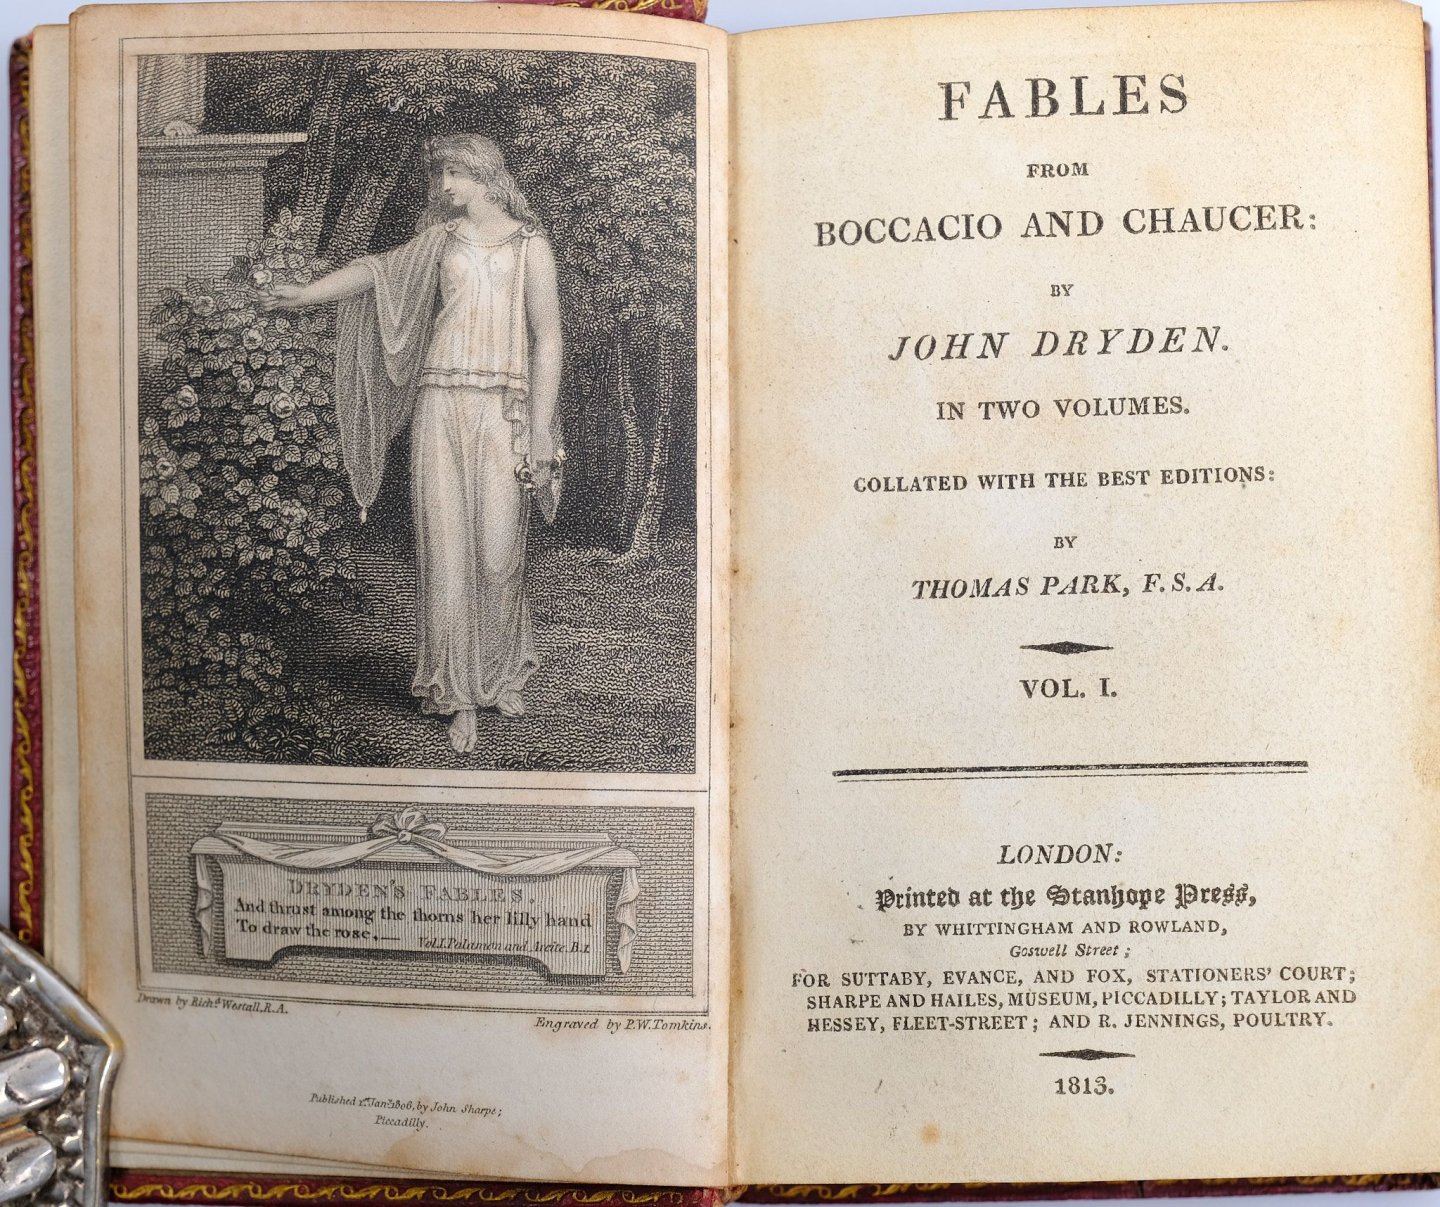 DRYDEN'S FABLES.
And thrust among the thorns her lilly hand
To draw the rose,—
Vol.I.Palamon and Arcite.B.I.
Drawn by Richd. Westall,R.A.
Engraved by P.W.Tomkins.
Published 1st Jany. 1806, by John Sharpe;
Piccadilly.
FABLES
FROM
BOCCACIO AND CHAUCER:
BY
JOHN DRYDEN.
IN TWO VOLUMES.
COLLATED WITH THE BEST EDITIONS:
BY
THOMAS PARK, F.S.A.
VOL. I.
LONDON:
Printed at the Stanhope Press,
BY WHITTINGHAM AND ROWLAND,
Goswell Street;
FOR SUTTABY, EVANCE, AND FOX, STATIONERS' COURT;
SHARPE AND HAILES, MUSEUM, PICCADILLY; TAYLOR AND
HESSEY, FLEET-STREET; AND R. JENNINGS, POULTRY.
1813.